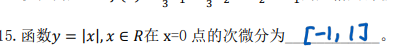 15. 函数y = |x|, x ∈ R在 x=0 点的次微分为 [-1, 1] 。